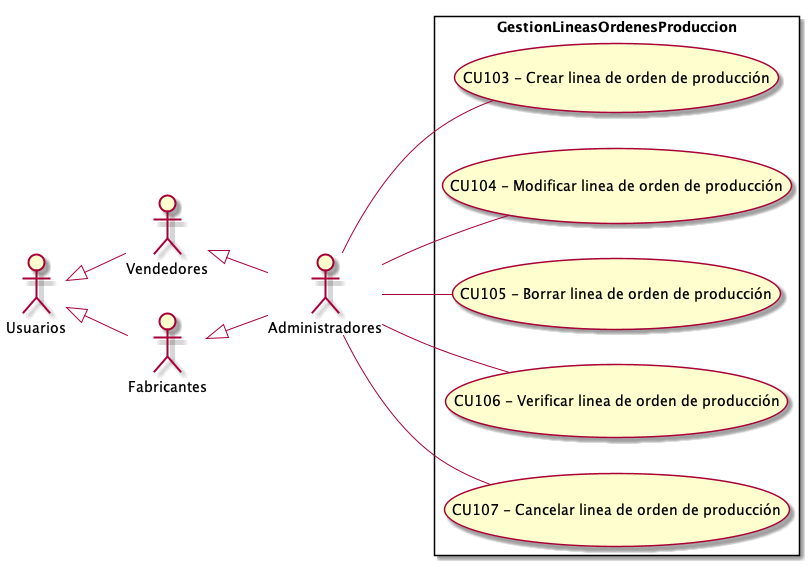 GestionLineasOrdenesProduccion
CU103 – Crear linea de orden de producción
CU104 – Modificar linea de orden de producción
Vendedores
CU105 – Borrar linea de orden de producción
Usuarios
Administradores
Fabricantes
CU106 – Verificar linea de orden de producción
CU107 – Cancelar linea de orden de producción